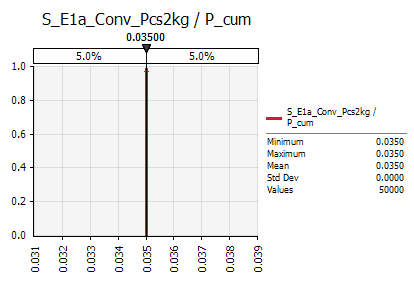 S_E1a_Conv_Pcs2kg / P_cum
0.03500
5.0% 5.0%
1.0
0.8
0.6
0.4
0.2
0.0
0.031 0.032 0.033 0.034 0.035 0.036 0.037 0.038 0.039
S_E1a_Conv_Pcs2kg /
P_cum
Minimum 0.0350
Maximum 0.0350
Mean 0.0350
Std Dev 0.0000
Values 50000